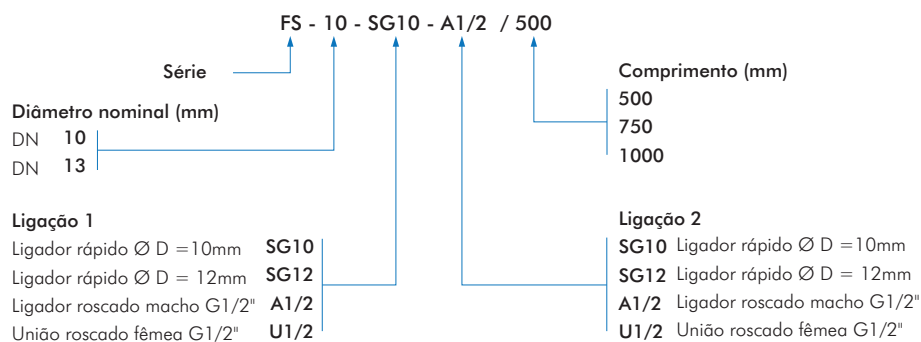 FS - 10 - SG10 - A1/2 / 500
Série
Diâmetro nominal (mm)
DN 10
DN 13
Comprimento (mm)
500
750
1000
Ligação 1
Ligador rápido Ø D =10mm SG10
Ligador rápido Ø D = 12mm SG12
Ligador roscado macho G1/2" A1/2
União roscado fêmea G1/2" U1/2
Ligação 2
SG10 Ligador rápido Ø D =10mm
SG12 Ligador rápido Ø D = 12mm
A1/2 Ligador roscado macho G1/2"
U1/2 União roscado fêmea G1/2"